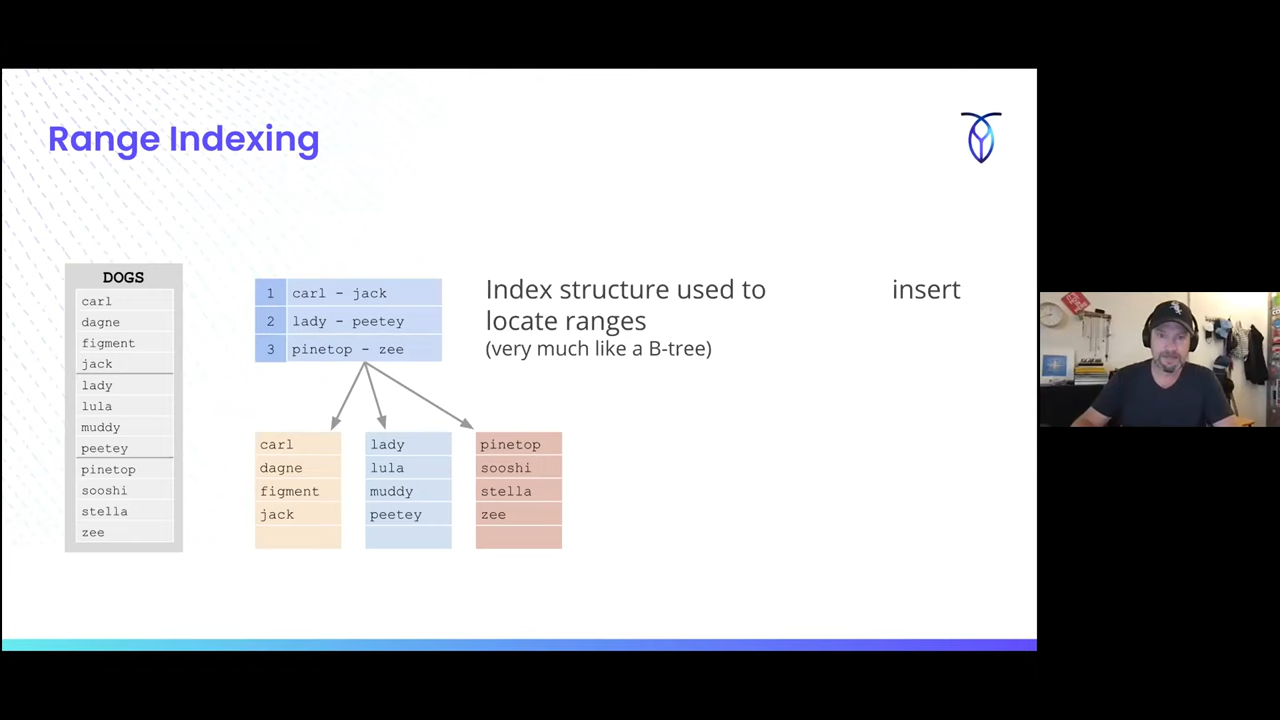 Range Indexing
DOGS
carl
dagne
figment
jack
lady
lula
muddy
peetey
pinetop
sooshi
stella
zee
1 carl - jack
2 lady - peetey
3 pinetop - zee
Index structure used to
locate ranges
(very much like a B-tree)
insert
carl
dagne
figment
jack
lady
lula
muddy
peetey
pinetop
sooshi
stella
zee